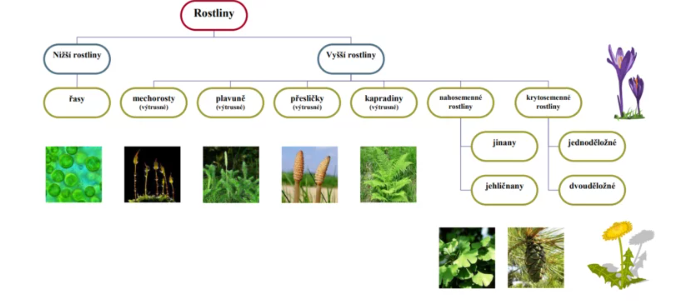 Rostliny
Nižší rostliny
Vyšší rostliny
řasy
mechorosty
(výtrusné)
plavuně
(výtrusné)
přesličky
(výtrusné)
kapradiny
(výtrusné)
nahosemenné
rostliny
krytosemenné
rostliny
jinany
jednoděložné
jehličnany
dvouděložné